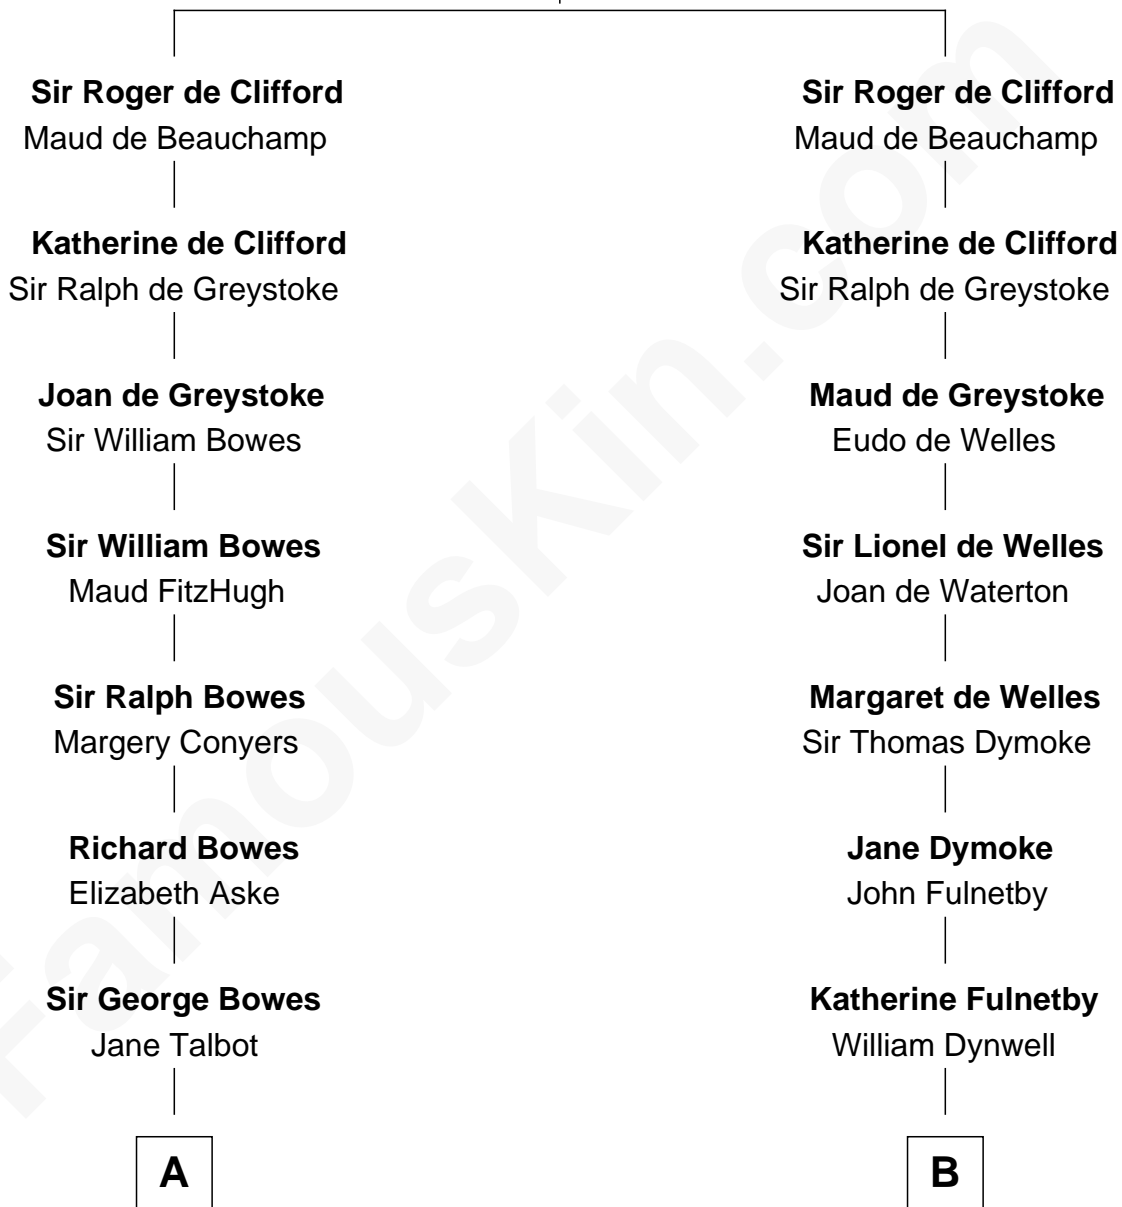 Sir Roger de Clifford
Maud de Beauchamp
Katherine de Clifford
Sir Ralph de Greystoke
Joan de Greystoke
Sir William Bowes
Sir William Bowes
Maud FitzHugh
Sir Ralph Bowes
Margery Conyers
Richard Bowes
Elizabeth Aske
Sir George Bowes
Jane Talbot
A
Sir Roger de Clifford
Maud de Beauchamp
Katherine de Clifford
Sir Ralph de Greystoke
Maud de Greystoke
Eudo de Welles
Sir Lionel de Welles
Joan de Waterton
Margaret de Welles
Sir Thomas Dymoke
Jane Dymoke
John Fulnetby
Katherine Fulnetby
William Dynwell
B
FamousKin.com